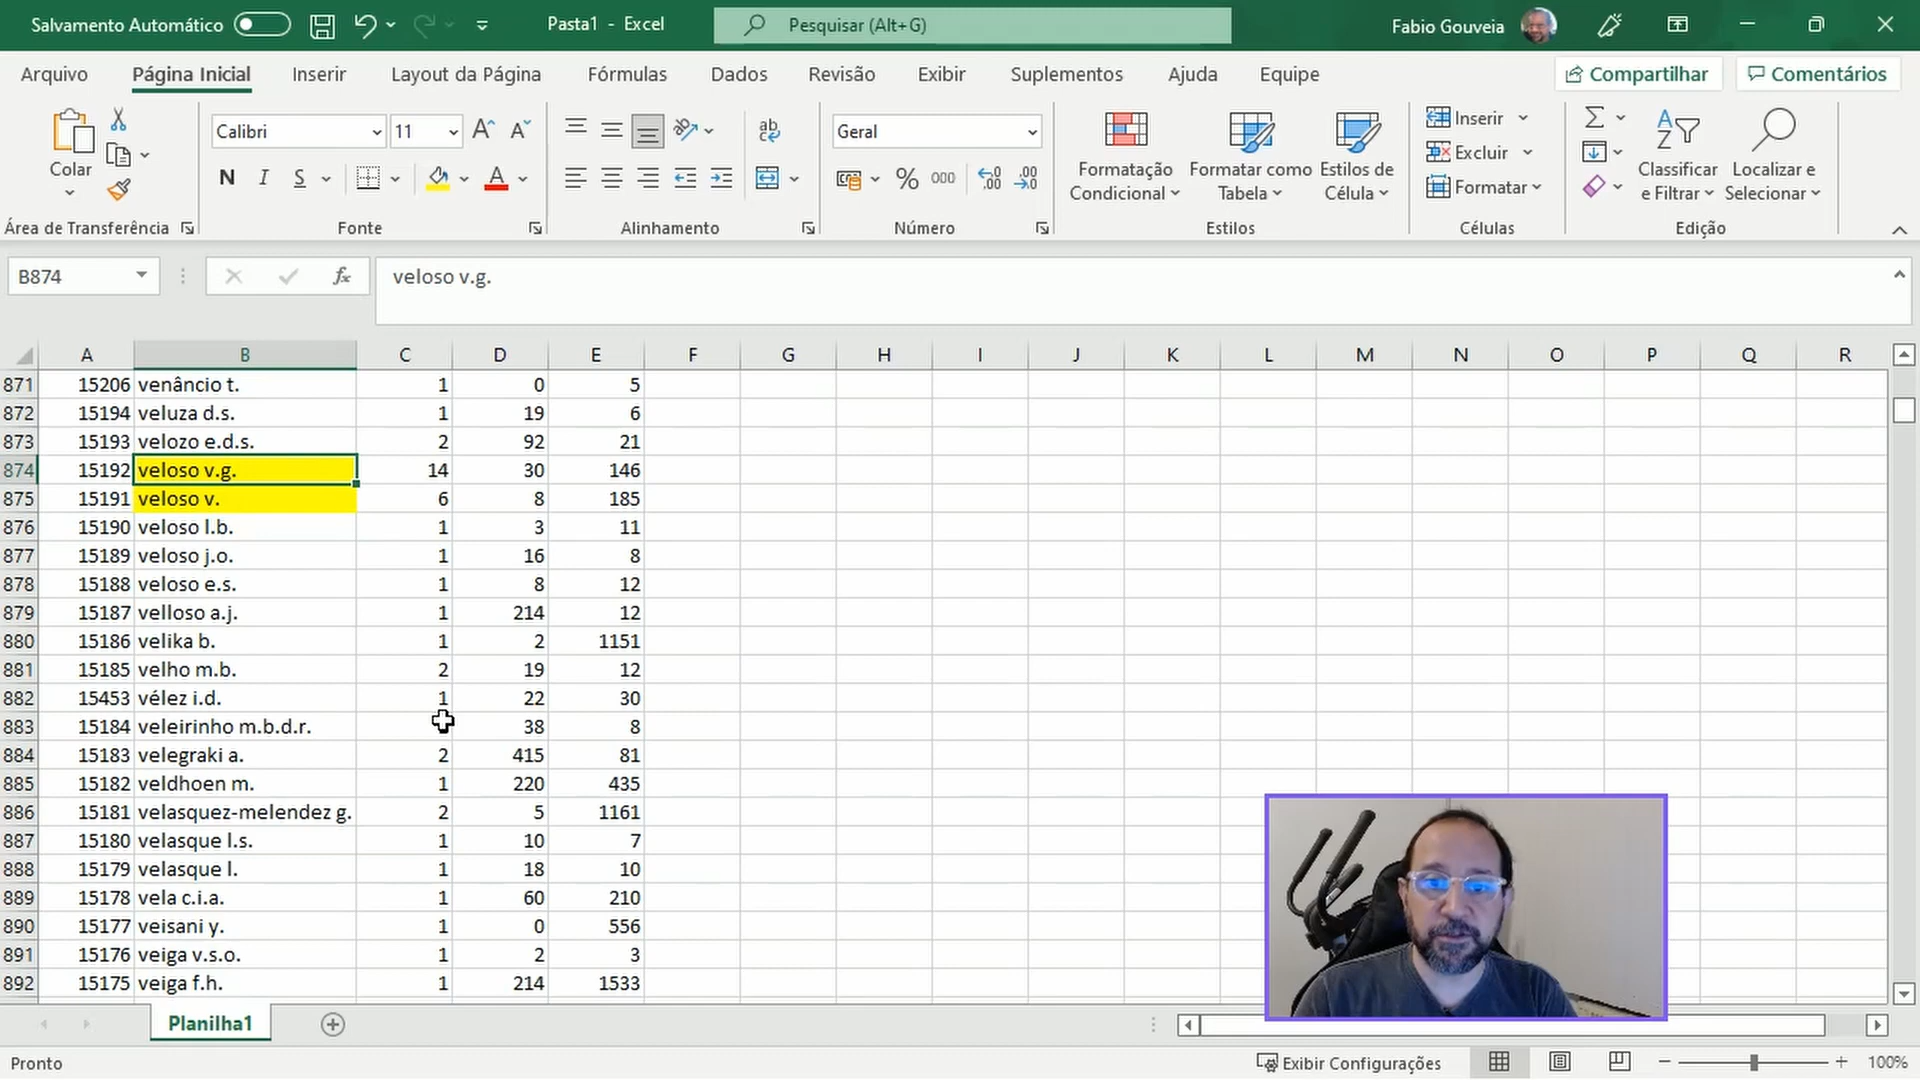 Salvamento Automático
Pasta1 - Excel
Pesquisar (Alt+G)
Fabio Gouveia
Arquivo Página Inicial Inserir Layout da Página Fórmulas Dados Revisão Exibir Suplementos Ajuda Equipe
Compartilhar Comentários
Colar
Calibri 11
N I S
ab
Geral
% 000
Formatação Condicional
Formatar como Tabela
Estilos de Célula
Inserir
Excluir
Formatar
Classificar e Filtrar
Localizar e Selecionar
Área de Transferência Fonte Alinhamento Número Estilos Células Edição
B874 fx veloso v.g.
A B C D E F G H I J K L M N O P Q R
871 15206 venâncio t. 1 0 5
872 15194 veluza d.s. 1 19 6
873 15193 velozo e.d.s. 2 92 21
874 15192 veloso v.g. 14 30 146
875 15191 veloso v. 6 8 185
876 15190 veloso l.b. 1 3 11
877 15189 veloso j.o. 1 16 8
878 15188 veloso e.s. 1 8 12
879 15187 velloso a.j. 1 214 12
880 15186 velika b. 1 2 1151
881 15185 velho m.b. 2 19 12
882 15453 vélez i.d. 1 22 30
883 15184 veleirinho m.b.d.r. 38 8
884 15183 velegraki a. 2 415 81
885 15182 veldhoen m. 1 220 435
886 15181 velasquez-melendez g. 2 5 1161
887 15180 velasque l.s. 1 10 7
888 15179 velasque l. 1 18 10
889 15178 vela c.i.a. 1 60 210
890 15177 veisani y. 1 0 556
891 15176 veiga v.s.o. 1 2 3
892 15175 veiga f.h. 1 214 1533
Planilha1
Pronto
Exibir Configurações
100%